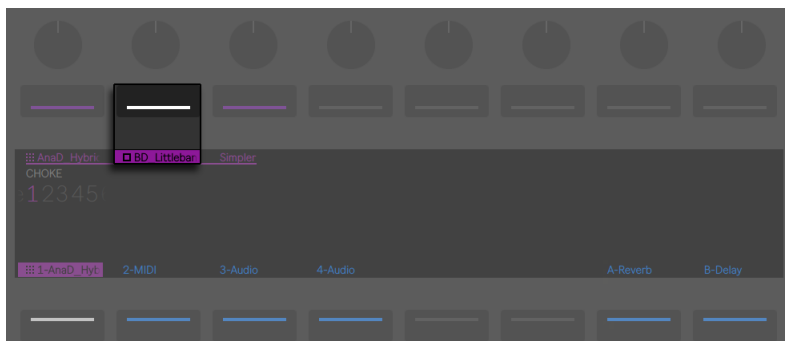 AnaD_Hybri BD_Littlebar Simpler
CHOKE
12345
1-AnaD_Hyb 2-MIDI 3-Audio 4-Audio A-Reverb B-Delay